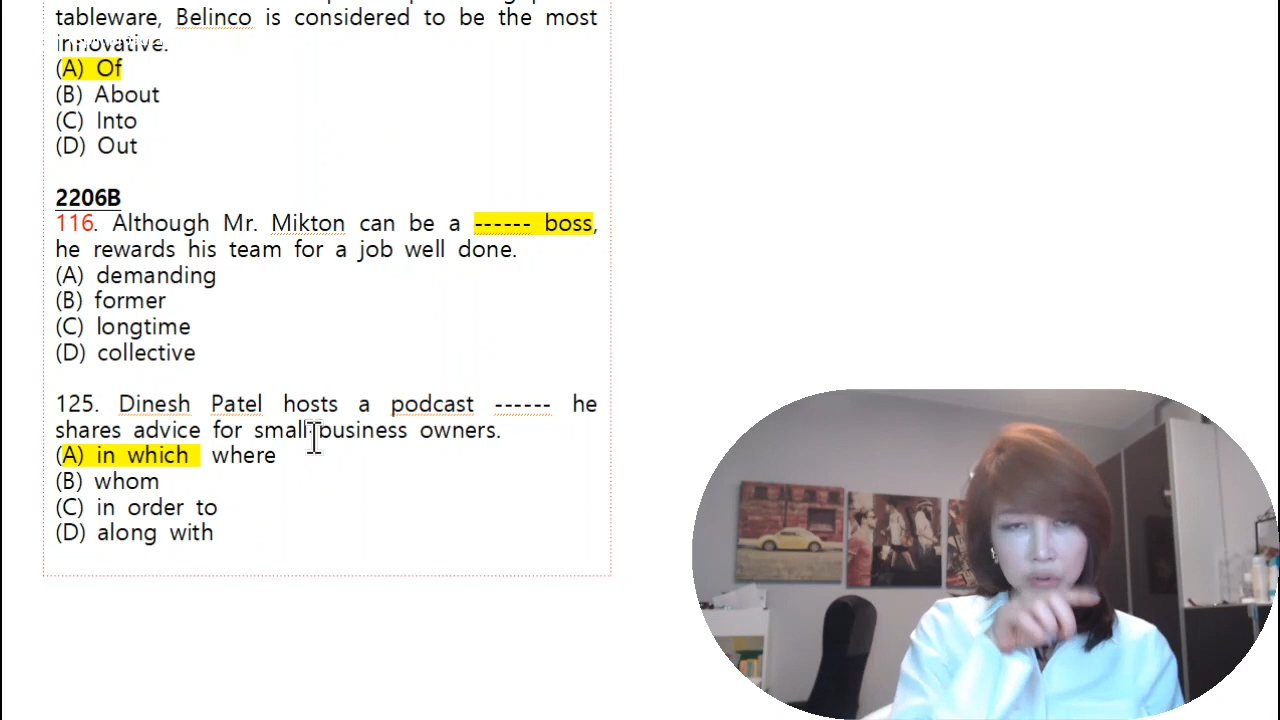 tableware, Belinco is considered to be the most
innovative.
(A) Of
(B) About
(C) Into
(D) Out
2206B
116. Although Mr. Mikton can be a ------ boss,
he rewards his team for a job well done.
(A) demanding
(B) former
(C) longtime
(D) collective
125. Dinesh Patel hosts a podcast ------ he
shares advice for small business owners.
(A) in which where
(B) whom
(C) in order to
(D) along with